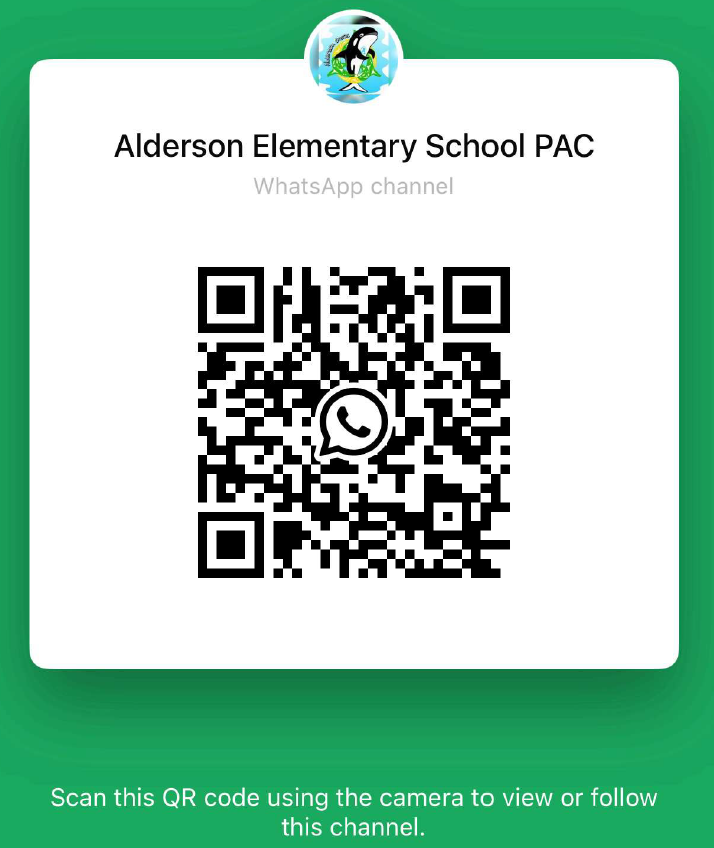 Alderson Elementary School PAC
WhatsApp channel
Scan this QR code using the camera to view or follow
this channel.